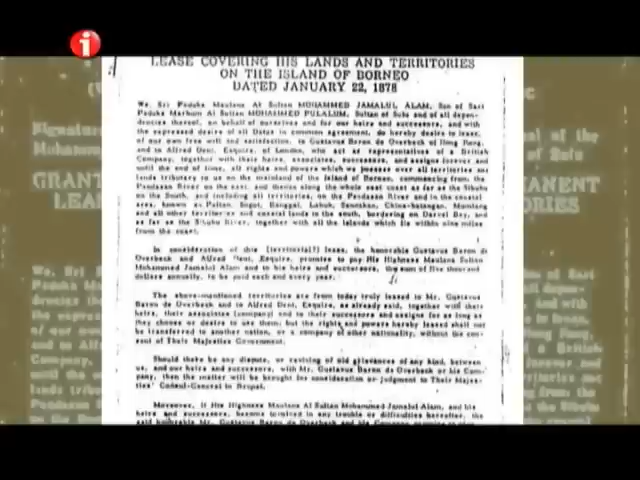 i
LEASE COVERING HIS LANDS AND TERRITORIES
ON THE ISLAND OF BORNEO
DATED JANUARY 22, 1878
We, Sri Paduka Maulana Al Sultan MOHAMMED JAMALUL ALAM, Son of Sari
Paduka Marhum Al Sultan MOHAMMED PULALUM, Sultan of Sulu and of all depen-
dencies thereof, on behalf of ourselves and for our heirs and successors, and with
the expressed desire of all Datus in common agreement, do hereby desire to lease,
of our own free will and satisfaction, to Gustavus Baron de Overbeck of Hong Kong,
and to Alfred Dent, Esquire, of London, who act as representatives of a British
Company, together with their heirs, associates, successors, and assigns forever and
until the end of time, all rights and powers which we possess over all territories and
lands tributary to us on the mainland of the Island of Borneo, commencing from the
Pandassan River on the east, and thence along the whole east coast as far as the Sibuku
on the South, and including all territories, on the Pandassan River and in the coastal
area, known as Paitan, Sugut, Banggai, Labuk, Sandakan, China-batangan, Mumiang
and all other territories and coastal lands to the south, bordering on Darvel Bay, and
as far as the Sibuku River, together with all the islands which lie within nine miles
from the coast.
In consideration of this (territorial?) lease, the honorable Gustavus Baron de
Overbeck and Alfred Dent, Esquire, promise to pay His Highness Maulana Sultan
Mohammed Jamalul Alam and to his heirs and successors, the sum of five thousand
dollars annually, to be paid each and every year.
The above-mentioned territories are from today truly leased to Mr. Gustavus
Baron de Overbeck and to Alfred Dent, Esquire, as already said, together with their
heirs, their associates (company) and to their successors and assigns for as long as
they choose or desire to use them; but the rights and powers hereby leased shall not
be transferred to another nation, or a company of other nationality, without the con-
sent of Their Majesties Government.
Should there be any dispute, or reviving of old grievances of any kind, between
us, and our heirs and successors, with Mr. Gustavus Baron de Overbeck or his Com-
pany, then the matter will be brought for consideration or judgment to Their Majes-
ties' Consul-General in Brunei.
Moreover, if His Highness Maulana Al Sultan Mohammed Jamalul Alam, and his
heirs and successors, become involved in any trouble or difficulties hereafter, the
said honorable Mr. Gustavus Baron de Overbeck and his Company